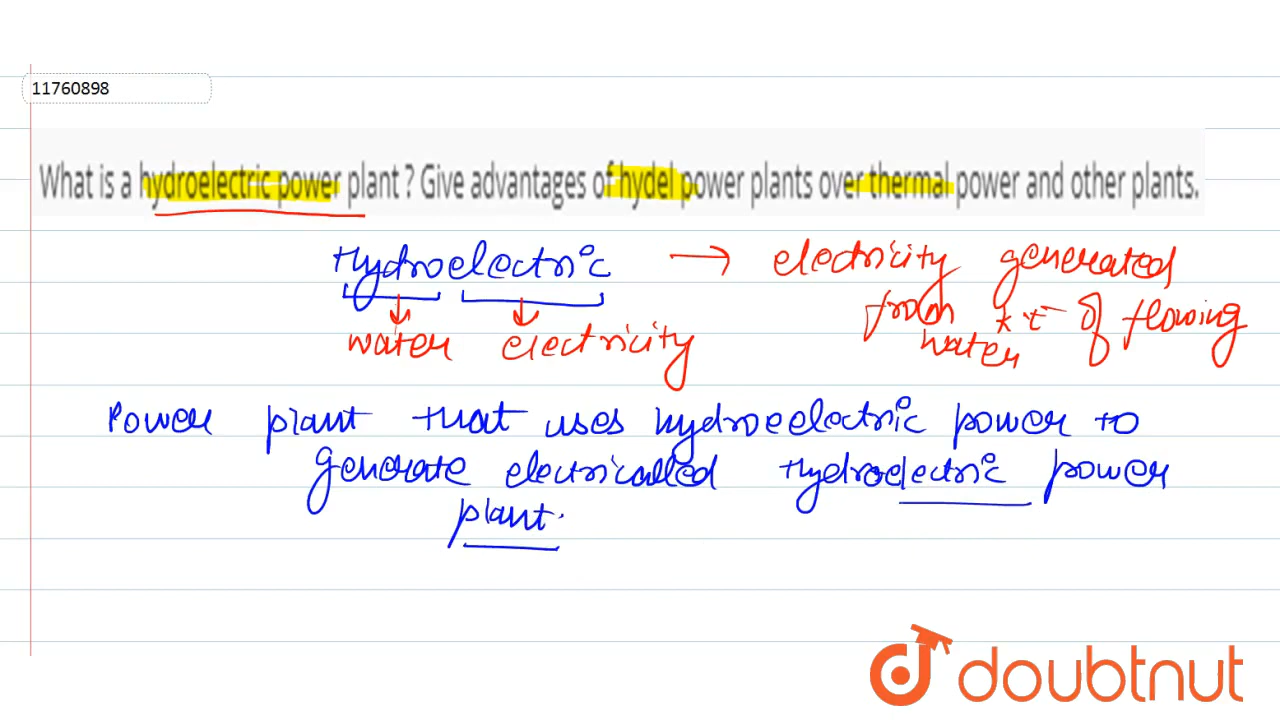 11760898
What is a hydroelectric power plant ? Give advantages of hydel power plants over thermal power and other plants.
Hydroelectric → electricity generated
from K.E of flowing
water electricity water
Power plant that uses hydroelectric power to
generate electricalled Hydroelectric power
plant.
doubtnut